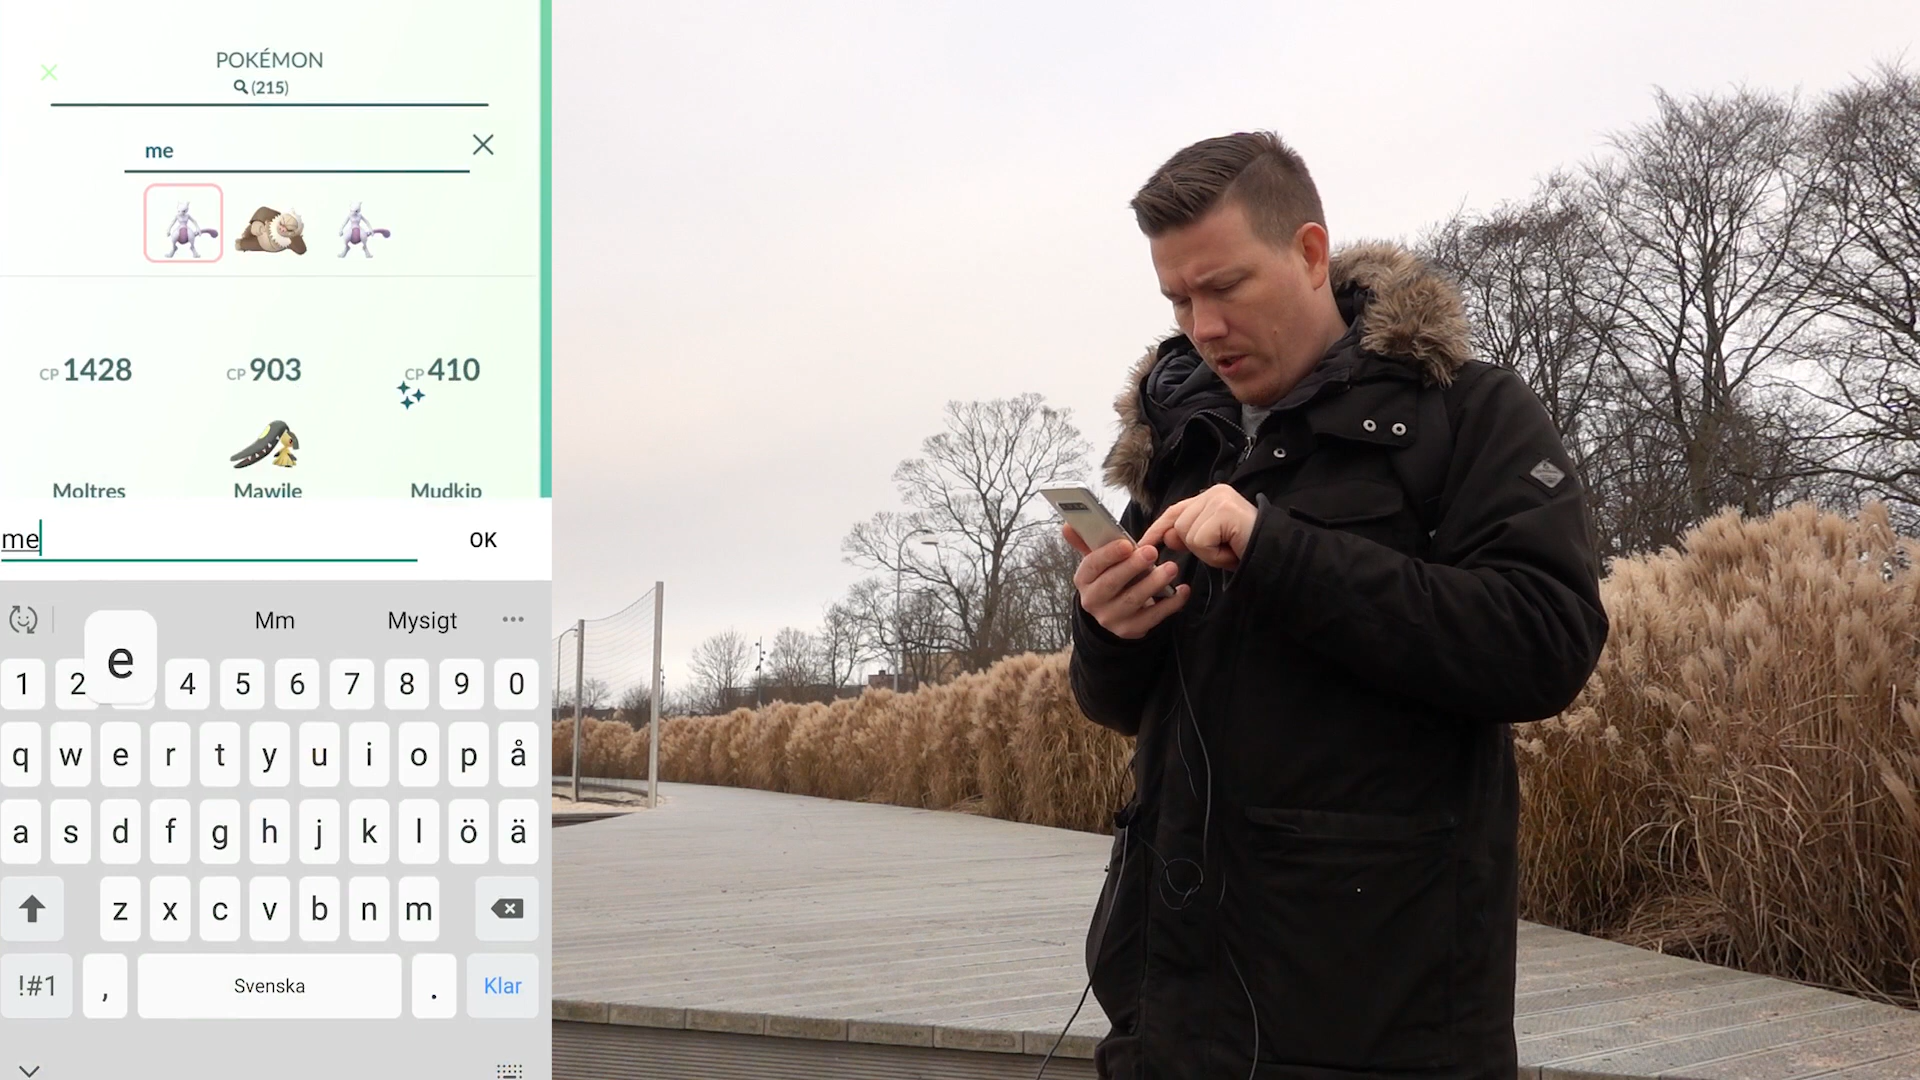 POKÉMON
(215)
me
CP 1428
CP 903
CP 410
Moltres
Mawile
Mudkip
me
OK
e
Mm
Mysigt
1 2 4 5 6 7 8 9 0
q w e r t y u i o p å
a s d f g h j k l ö ä
z x c v b n m
!#1
,
Svenska
.
Klar